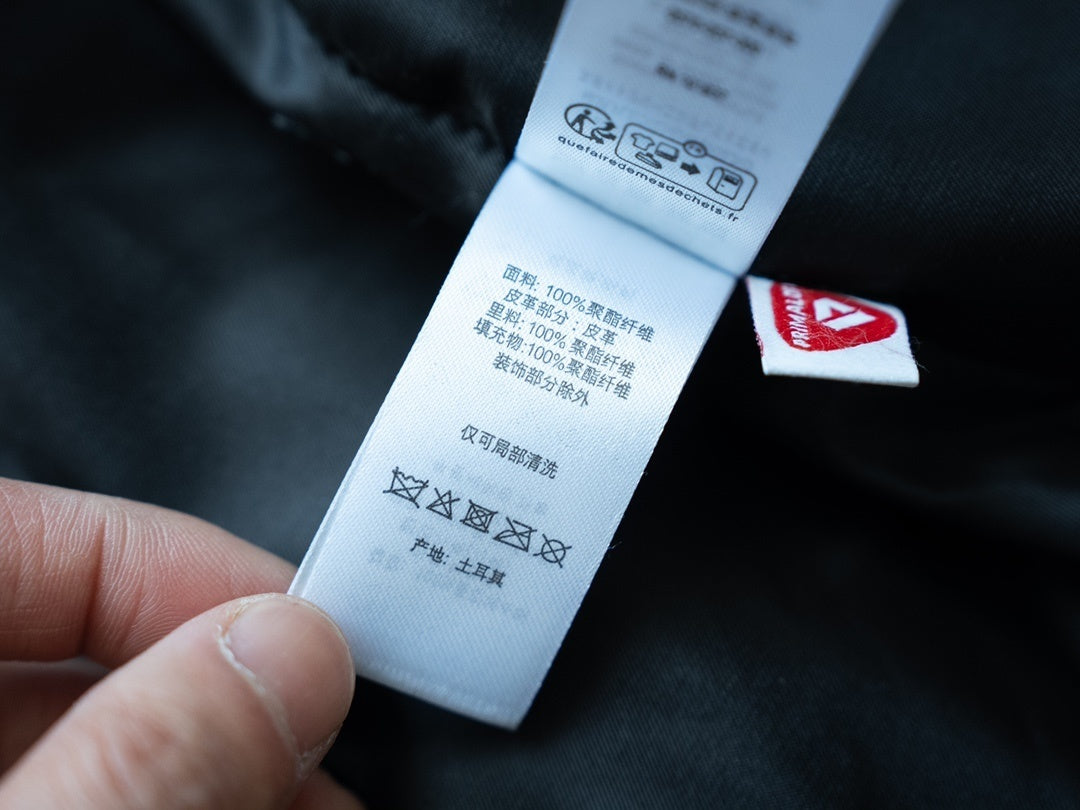 quefairedemesdechets.fr
面料: 100%聚酯纤维
皮革部分：皮革
里料: 100% 聚酯纤维
填充物:100%聚酯纤维
装饰部分除外
仅可局部清洗
产地: 土耳其